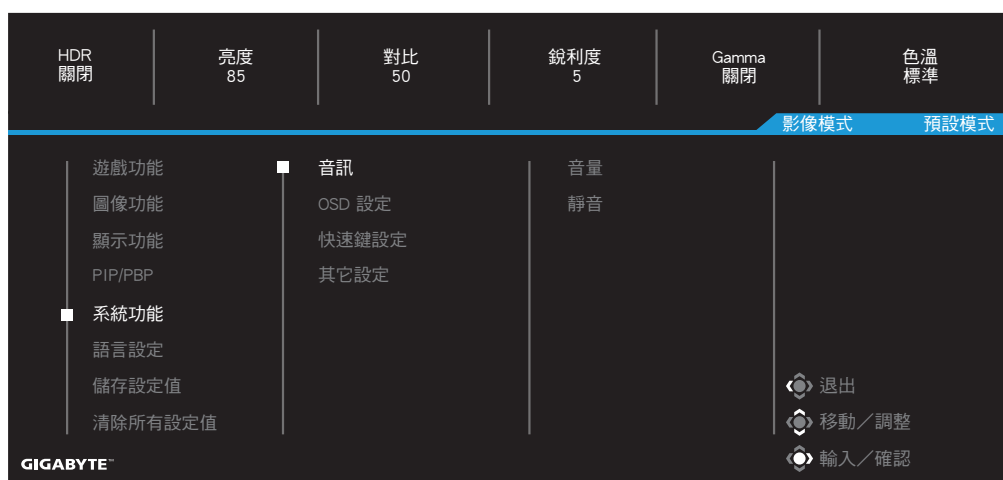 HDR 亮度 對比 銳利度 Gamma 色溫
關閉 85 50 5 關閉 標準
影像模式 預設模式
遊戲功能 音訊 音量
圖像功能 OSD 設定 靜音
顯示功能 快速鍵設定
PIP/PBP 其它設定
系統功能
語言設定
儲存設定值 退出
清除所有設定值 移動／調整
GIGABYTE™ 輸入／確認